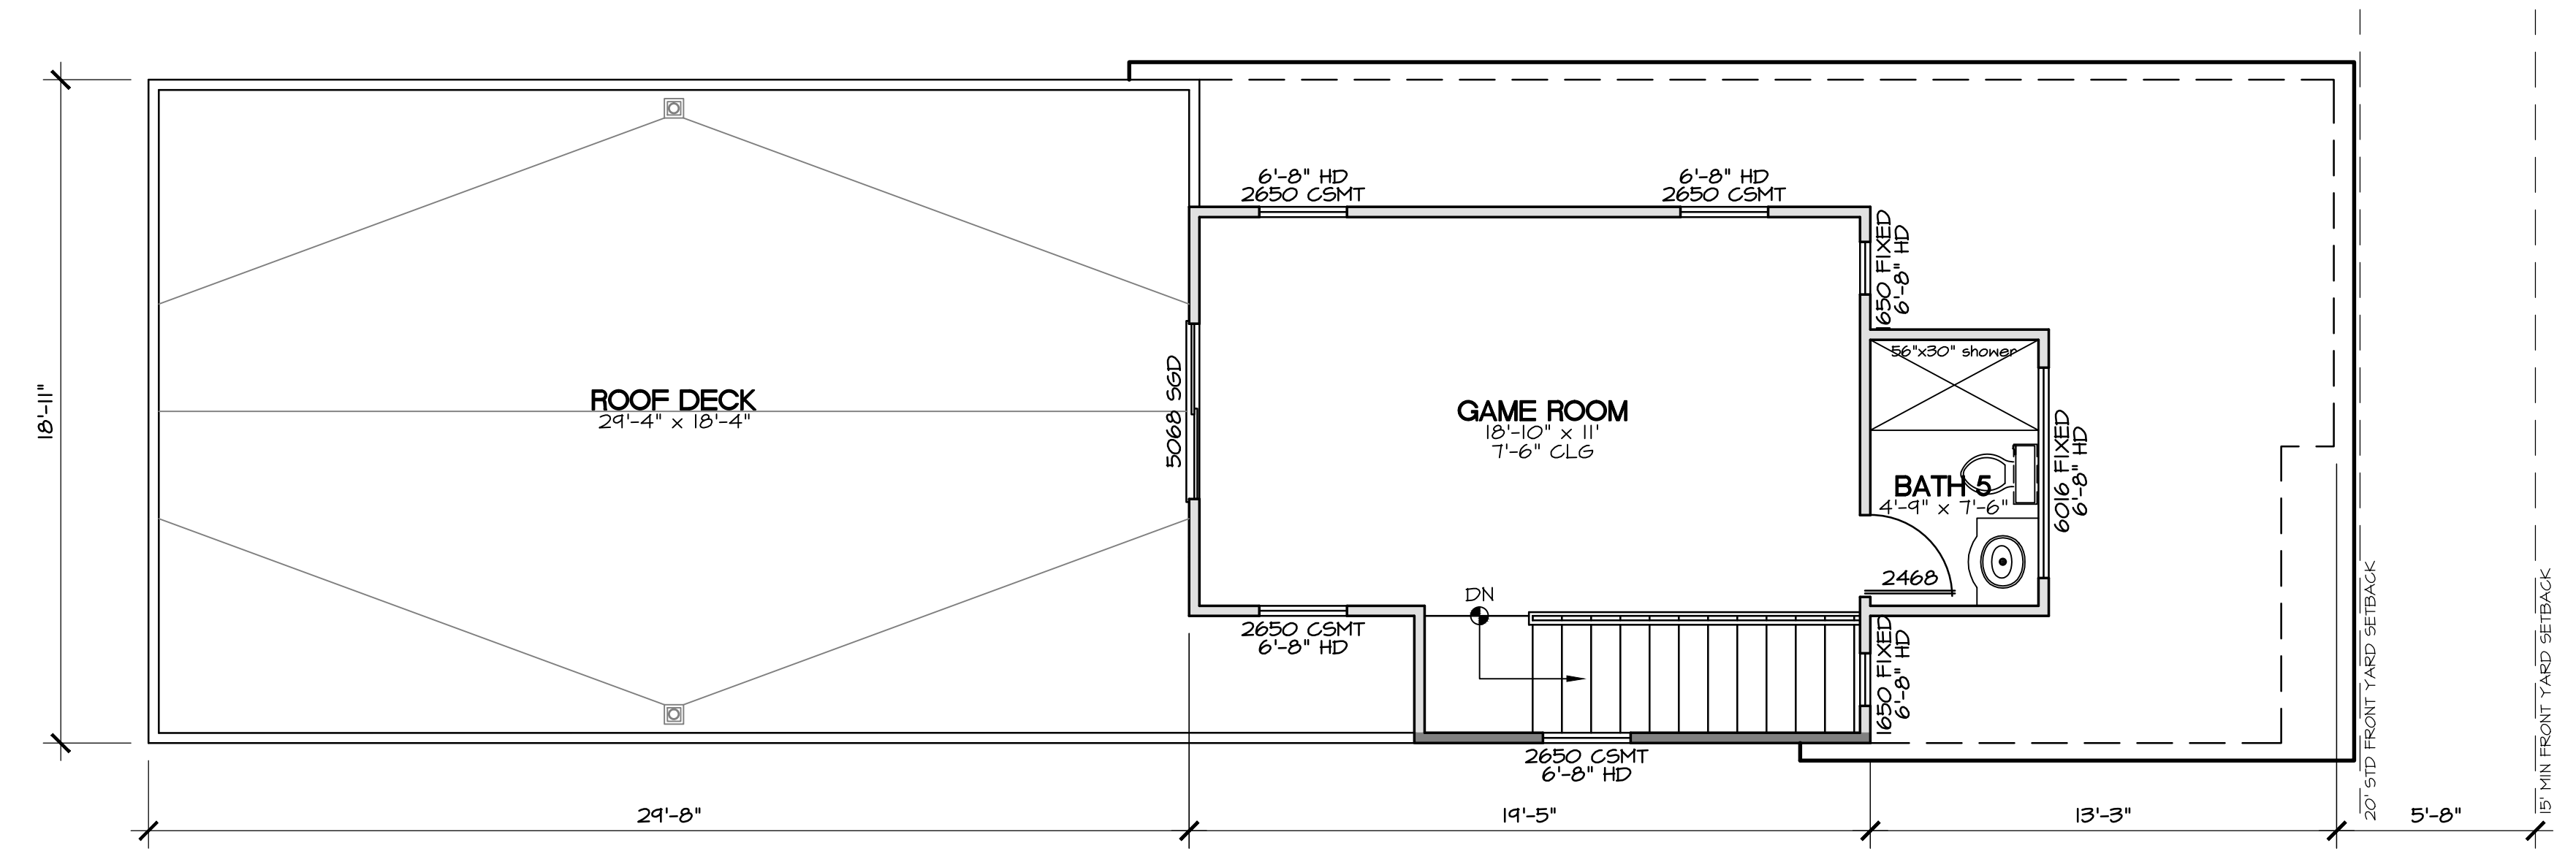 6'-8" HD
2650 CSMT
6'-8" HD
2650 CSMT
1650 FIXED
6'-8" HD
18'-11"
ROOF DECK
29'-4" x 18'-4"
5068 SGD
GAME ROOM
18'-10" x 11'
7'-6" CLG
56"x30" shower
BATH 5
4'-9" x 7'-6"
6016 FIXED
6'-8" HD
2468
DN
2650 CSMT
6'-8" HD
1650 FIXED
6'-8" HD
2650 CSMT
6'-8" HD
20' STD FRONT YARD SETBACK
15' MIN FRONT YARD SETBACK
29'-8"
19'-5"
13'-3"
5'-8"